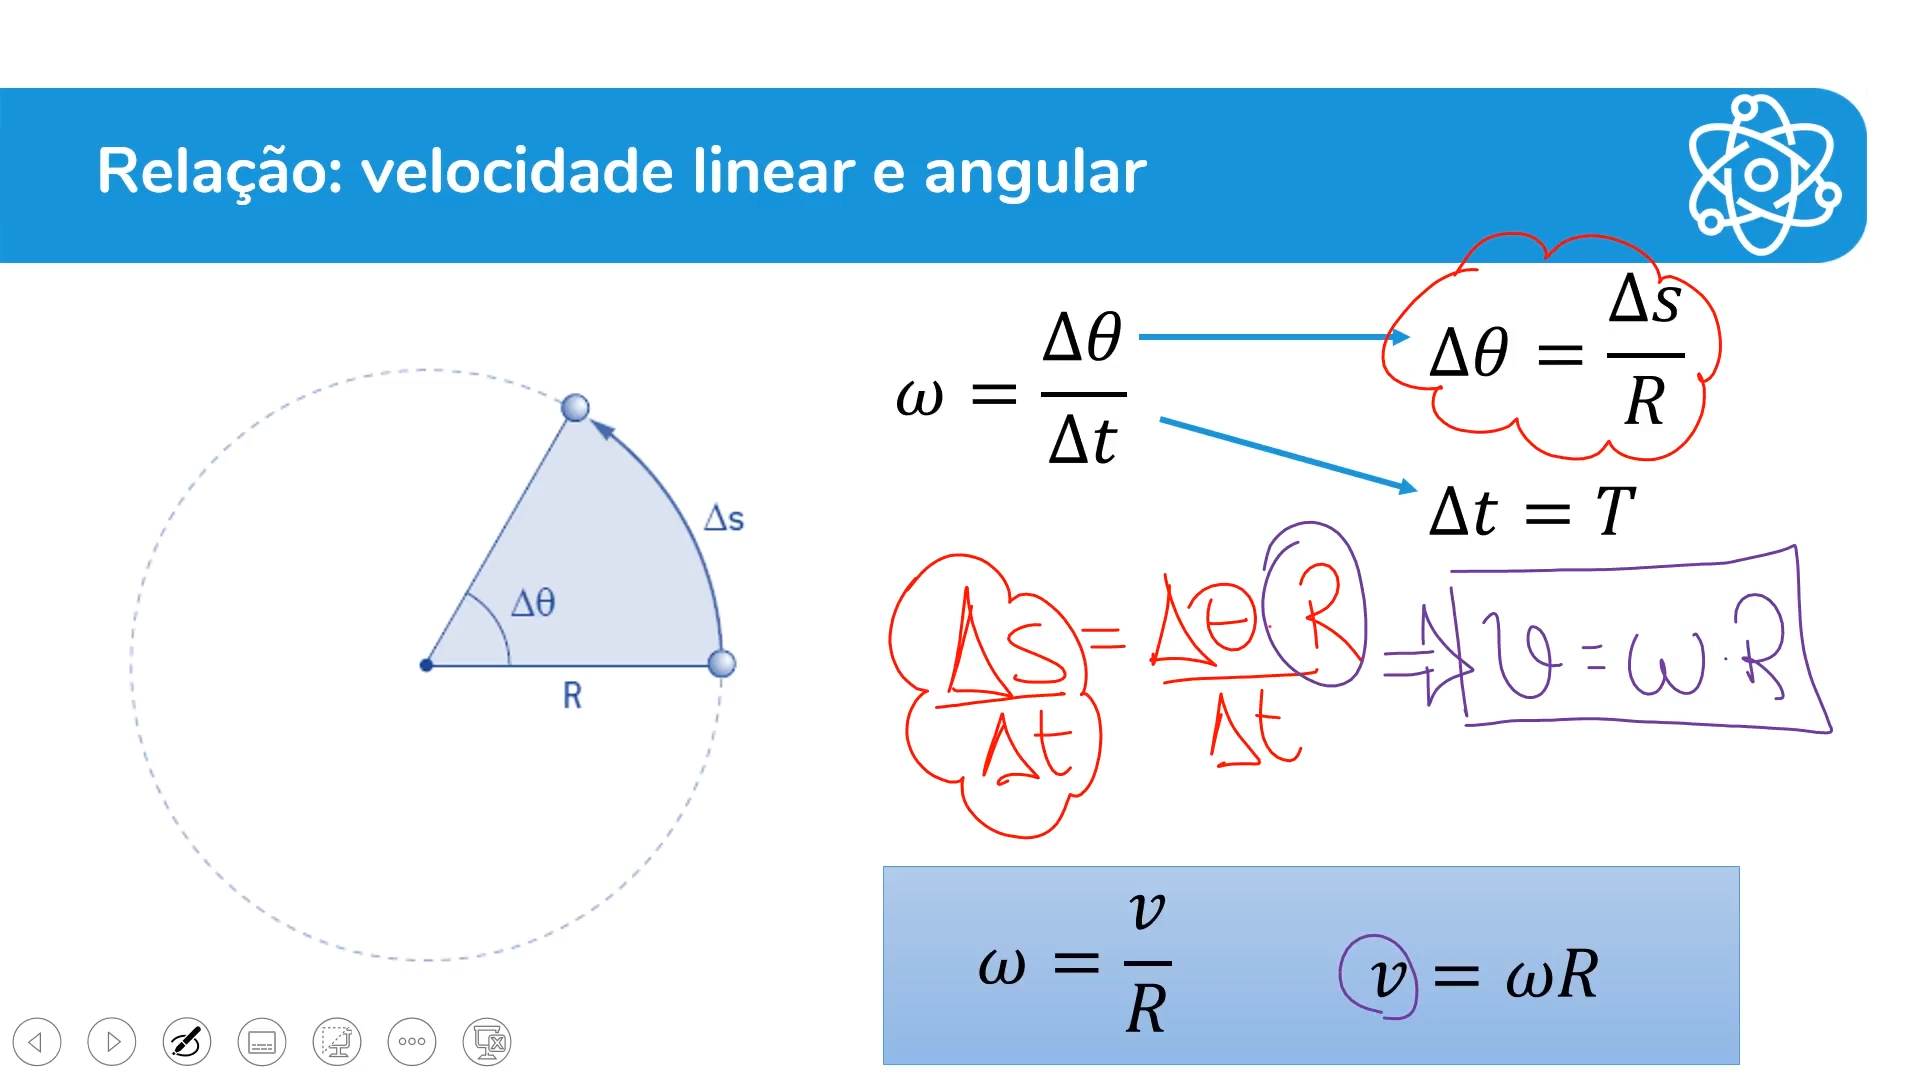 Relação: velocidade linear e angular
ω = Δθ / Δt
Δθ = Δs / R
Δt = T
Δs
Δθ
R
ΔS / Δt = Δθ · R / Δt ⇒ v = ω · R
ω = v / R
v = ωR